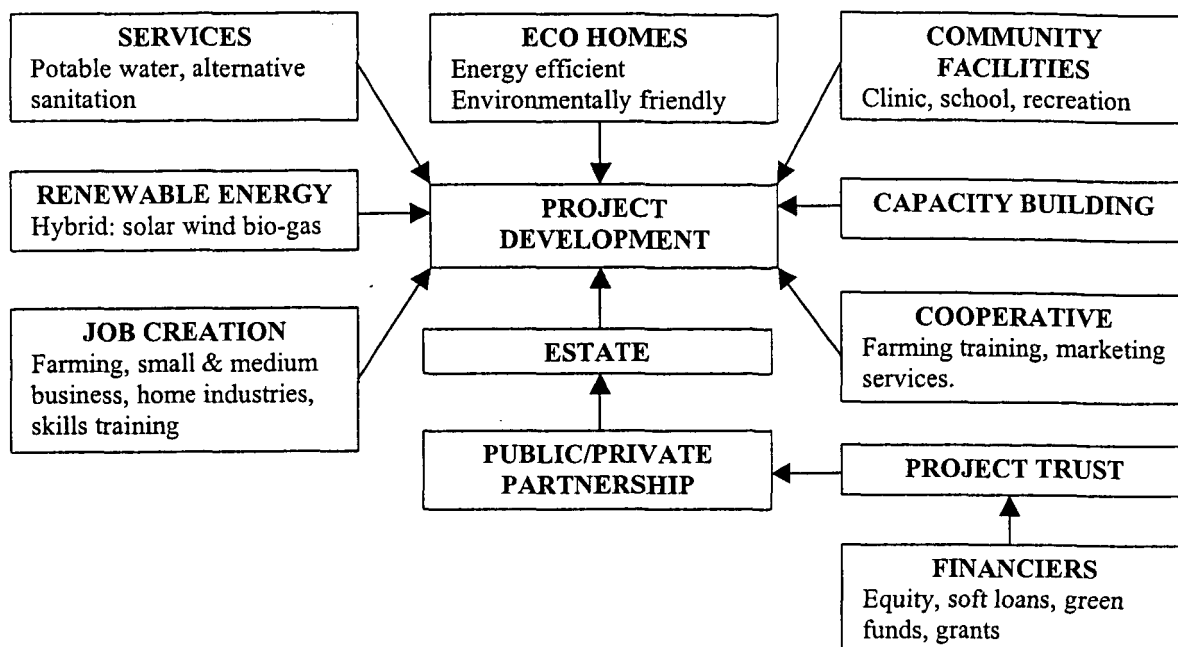 SERVICES
Potable water, alternative
sanitation
ECO HOMES
Energy efficient
Environmentally friendly
COMMUNITY
FACILITIES
Clinic, school, recreation
RENEWABLE ENERGY
Hybrid: solar wind bio-gas
PROJECT
DEVELOPMENT
CAPACITY BUILDING
JOB CREATION
Farming, small & medium
business, home industries,
skills training
ESTATE
COOPERATIVE
Farming training, marketing
services.
PUBLIC/PRIVATE
PARTNERSHIP
PROJECT TRUST
FINANCIERS
Equity, soft loans, green
funds, grants